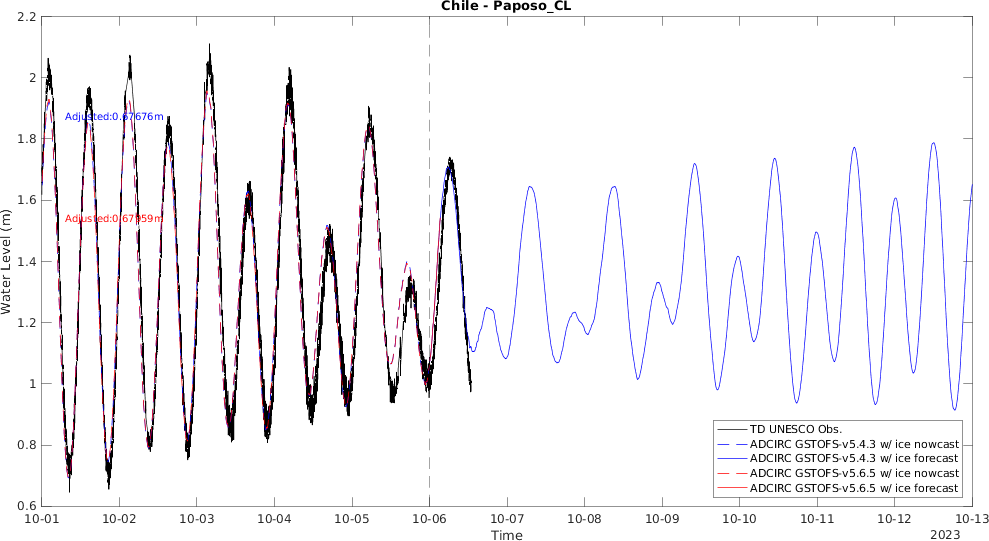 Chile - Paposo_CL
2.2
2
1.8
1.6
1.4
1.2
1
0.8
0.6
Water Level (m)
Adjusted:0.67676m
Adjusted:0.67959m
TD UNESCO Obs.
ADCIRC GSTOFS-v5.4.3 w/ ice nowcast
ADCIRC GSTOFS-v5.4.3 w/ ice forecast
ADCIRC GSTOFS-v5.6.5 w/ ice nowcast
ADCIRC GSTOFS-v5.6.5 w/ ice forecast
10-01 10-02 10-03 10-04 10-05 10-06 10-07 10-08 10-09 10-10 10-11 10-12 10-13
Time
2023